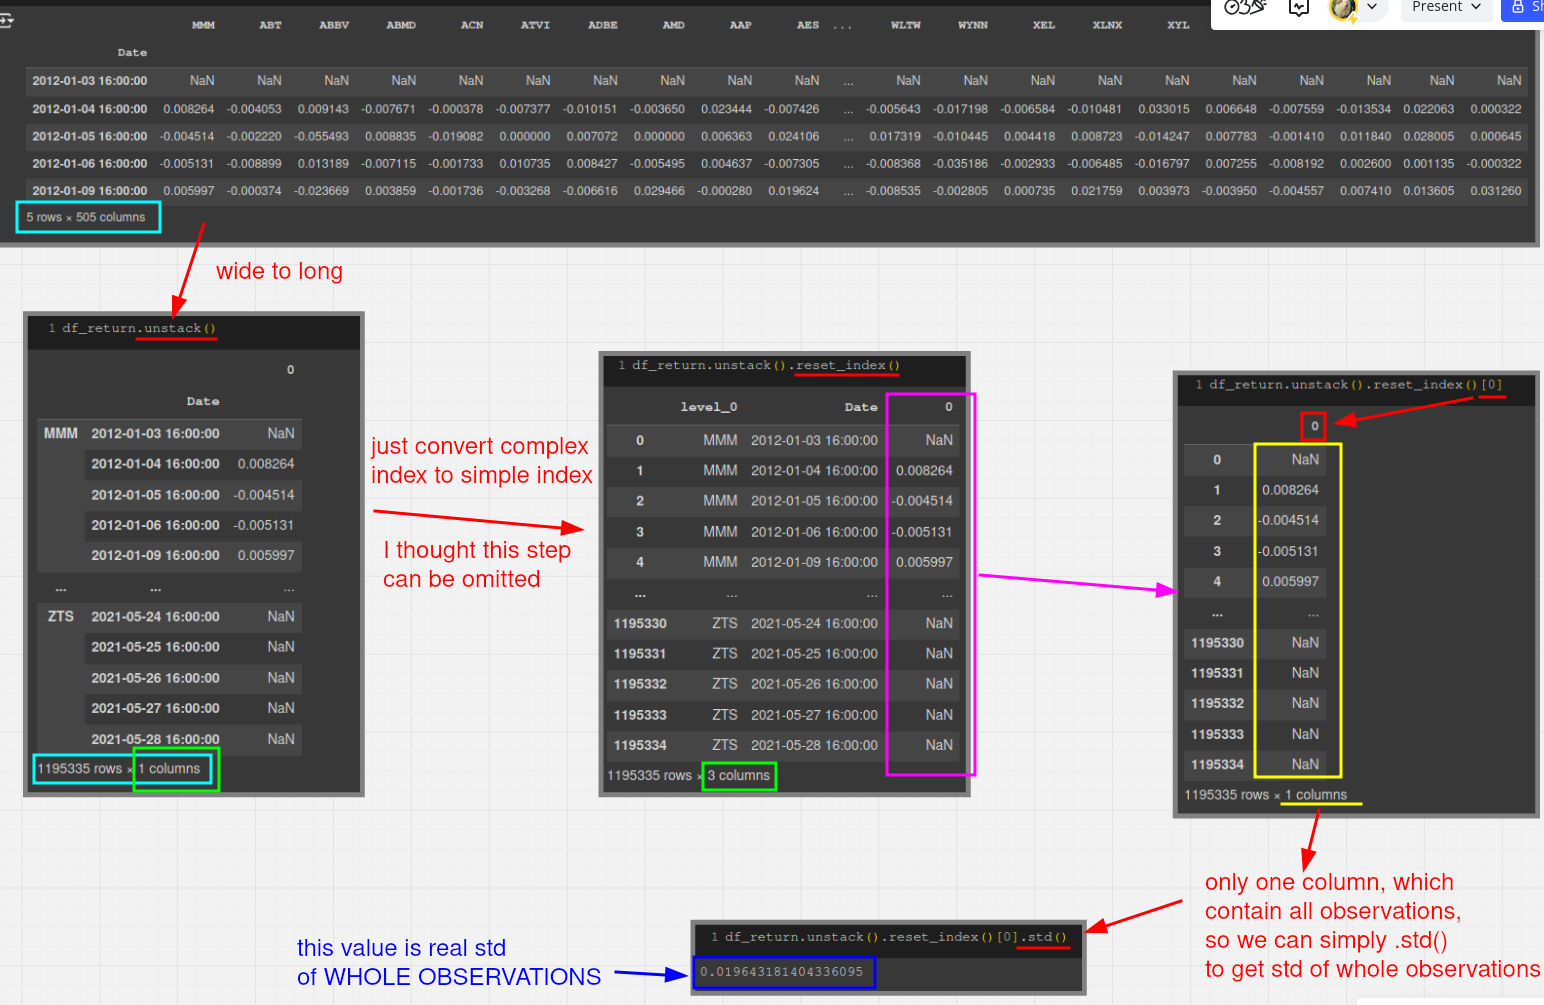 Present
Sh
MMM ABT ABBV ABMD ACN ATVI ADBE AMD AAP AES ... WLTW WYNN XEL XLNX XYL
Date
2012-01-03 16:00:00 NaN NaN NaN NaN NaN NaN NaN NaN NaN NaN ... NaN NaN NaN NaN NaN NaN NaN NaN NaN NaN
2012-01-04 16:00:00 0.008264 -0.004053 0.009143 -0.007671 -0.000378 -0.007377 -0.010151 -0.003650 0.023444 -0.007426 ... -0.005643 -0.017198 -0.006584 -0.010481 0.033015 0.006648 -0.007559 -0.013534 0.022063 0.000322
2012-01-05 16:00:00 -0.004514 -0.002220 -0.055493 0.008835 -0.019082 0.000000 0.007072 0.000000 0.006363 0.024106 ... 0.017319 -0.010445 0.004418 0.008723 -0.014247 0.007783 -0.001410 0.011840 0.028005 0.000645
2012-01-06 16:00:00 -0.005131 -0.008899 0.013189 -0.007115 -0.001733 0.010735 0.008427 -0.005495 0.004637 -0.007305 ... -0.008368 -0.035186 -0.002933 -0.006485 -0.016797 0.007255 -0.008192 0.002600 0.001135 -0.000322
2012-01-09 16:00:00 0.005997 -0.000374 -0.023669 0.003859 -0.001736 -0.003268 -0.006616 0.029466 -0.000280 0.019624 ... -0.008535 -0.002805 0.000735 0.021759 0.003973 -0.003950 -0.004557 0.007410 0.013605 0.031260
5 rows × 505 columns
wide to long
1 df_return.unstack()
0
Date
MMM 2012-01-03 16:00:00 NaN
2012-01-04 16:00:00 0.008264
2012-01-05 16:00:00 -0.004514
2012-01-06 16:00:00 -0.005131
2012-01-09 16:00:00 0.005997
... ... ...
ZTS 2021-05-24 16:00:00 NaN
2021-05-25 16:00:00 NaN
2021-05-26 16:00:00 NaN
2021-05-27 16:00:00 NaN
2021-05-28 16:00:00 NaN
1195335 rows × 1 columns
just convert complex
index to simple index
I thought this step
can be omitted
1 df_return.unstack().reset_index()
level_0 Date 0
0 MMM 2012-01-03 16:00:00 NaN
1 MMM 2012-01-04 16:00:00 0.008264
2 MMM 2012-01-05 16:00:00 -0.004514
3 MMM 2012-01-06 16:00:00 -0.005131
4 MMM 2012-01-09 16:00:00 0.005997
... ... ... ...
1195330 ZTS 2021-05-24 16:00:00 NaN
1195331 ZTS 2021-05-25 16:00:00 NaN
1195332 ZTS 2021-05-26 16:00:00 NaN
1195333 ZTS 2021-05-27 16:00:00 NaN
1195334 ZTS 2021-05-28 16:00:00 NaN
1195335 rows × 3 columns
1 df_return.unstack().reset_index()[0]
0
0 NaN
1 0.008264
2 -0.004514
3 -0.005131
4 0.005997
... ...
1195330 NaN
1195331 NaN
1195332 NaN
1195333 NaN
1195334 NaN
1195335 rows × 1 columns
only one column, which
contain all observations,
so we can simply .std()
to get std of whole observations
1 df_return.unstack().reset_index()[0].std()
0.019643181404336095
this value is real std
of WHOLE OBSERVATIONS